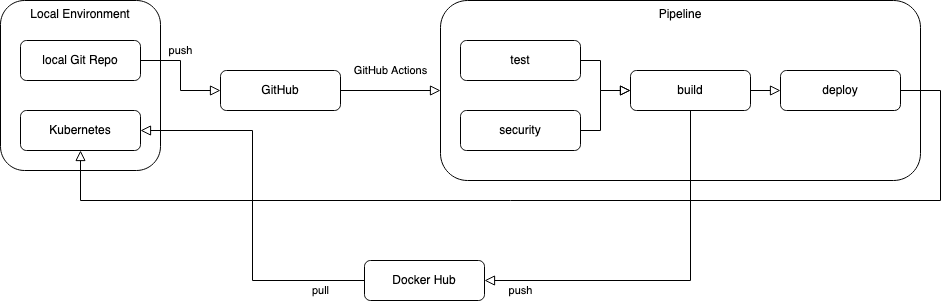 Local Environment
Pipeline
local Git Repo
push
test
GitHub Actions
GitHub
build
deploy
Kubernetes
security
Docker Hub
pull
push